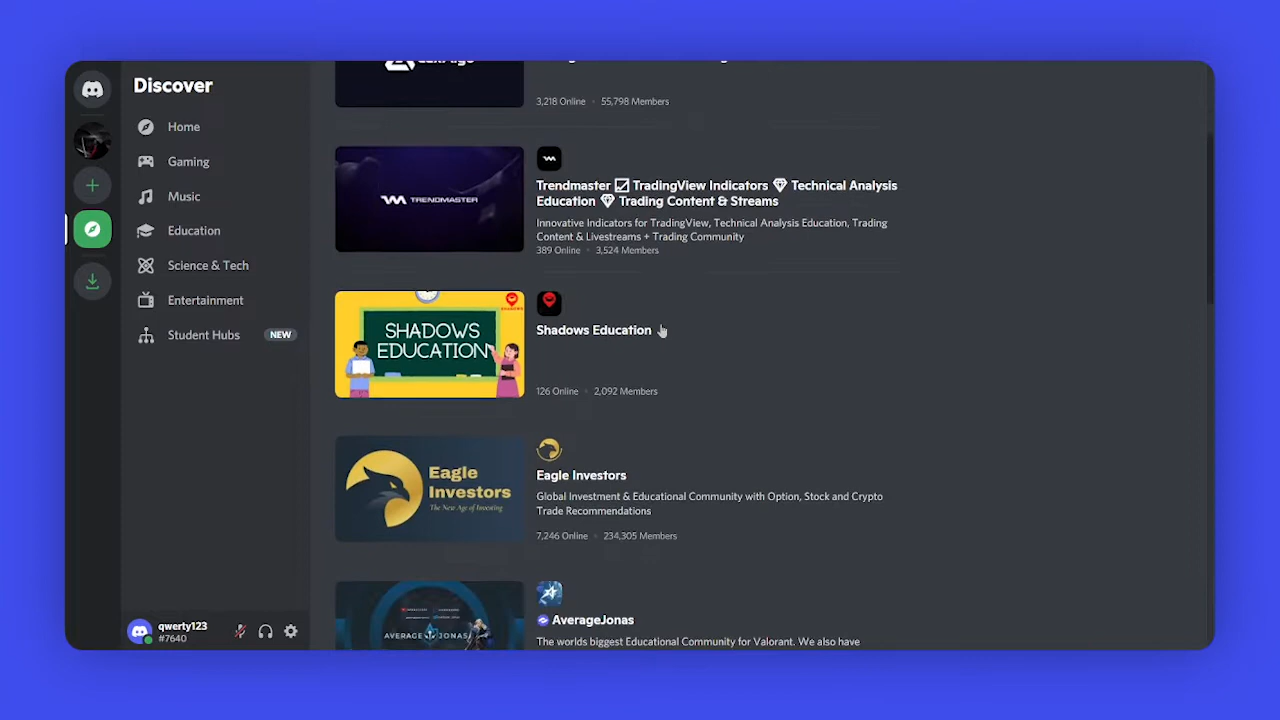 Discover
Home
Gaming
Music
Education
Science & Tech
Entertainment
Student Hubs NEW
qwerty123
#7640
3,218 Online • 55,798 Members
TRENDMASTER
Trendmaster TradingView Indicators 💎 Technical Analysis
Education 💎 Trading Content & Streams
Innovative Indicators for TradingView, Technical Analysis Education, Trading
Content & Livestreams + Trading Community
389 Online • 3,524 Members
SHADOWS
EDUCATION
SHADOWS
Shadows Education
126 Online • 2,092 Members
Eagle
Investors
The New Age of Investing
Eagle Investors
Global Investment & Educational Community with Option, Stock and Crypto
Trade Recommendations
7,246 Online • 234,305 Members
AVERAGE JONAS
AverageJonas
The worlds biggest Educational Community for Valorant. We also have